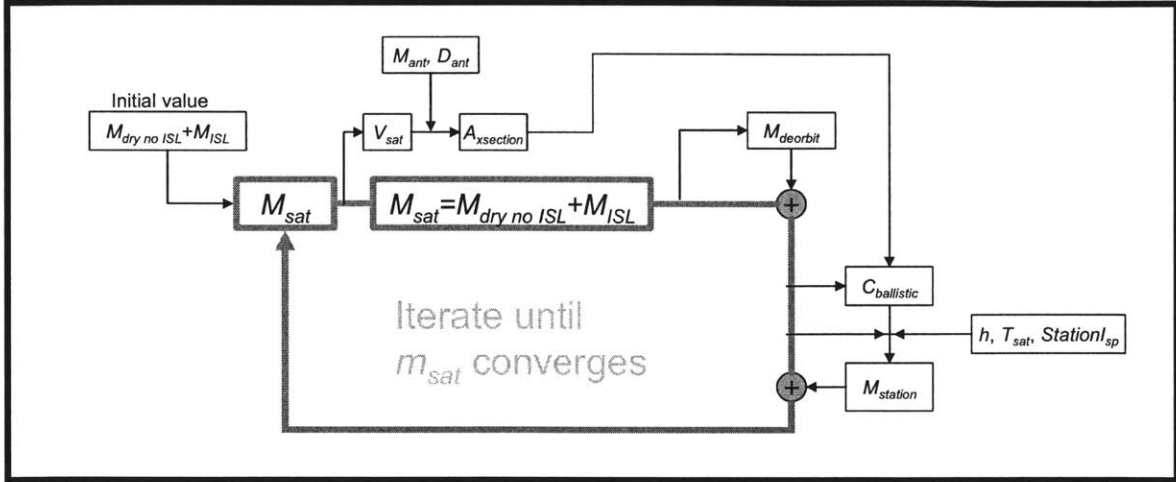 M_ant, D_ant
Initial value
M_dry no ISL+M_ISL
V_sat
A_xsection
M_deorbit
M_sat
M_sat=M_dry no ISL+M_ISL
+
C_ballistic
Iterate until
m_sat converges
h, T_sat, StationI_sp
+
M_station